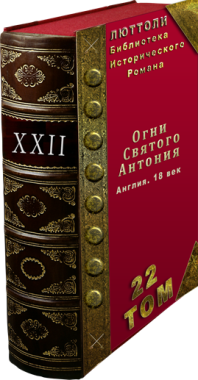 ЛЮТТОЛИ
Библиотека
Исторического
Романа
XXII
Огни
Святого
Антония
Англия. 18 век
22
ТОМ